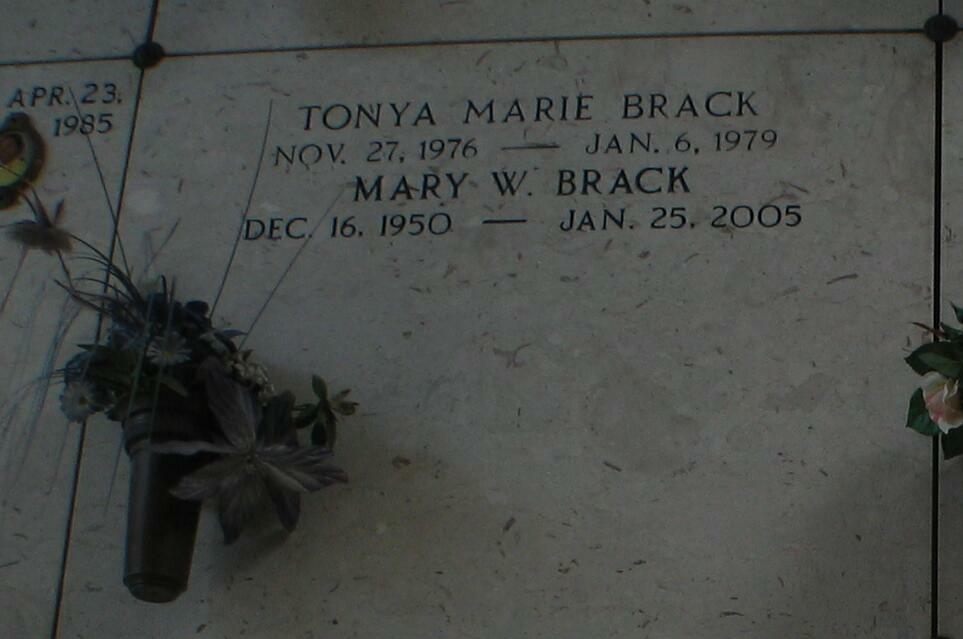 APR. 23,
1985
TONYA MARIE BRACK
NOV. 27, 1976 — JAN. 6, 1979
MARY W. BRACK
DEC. 16, 1950 — JAN. 25, 2005